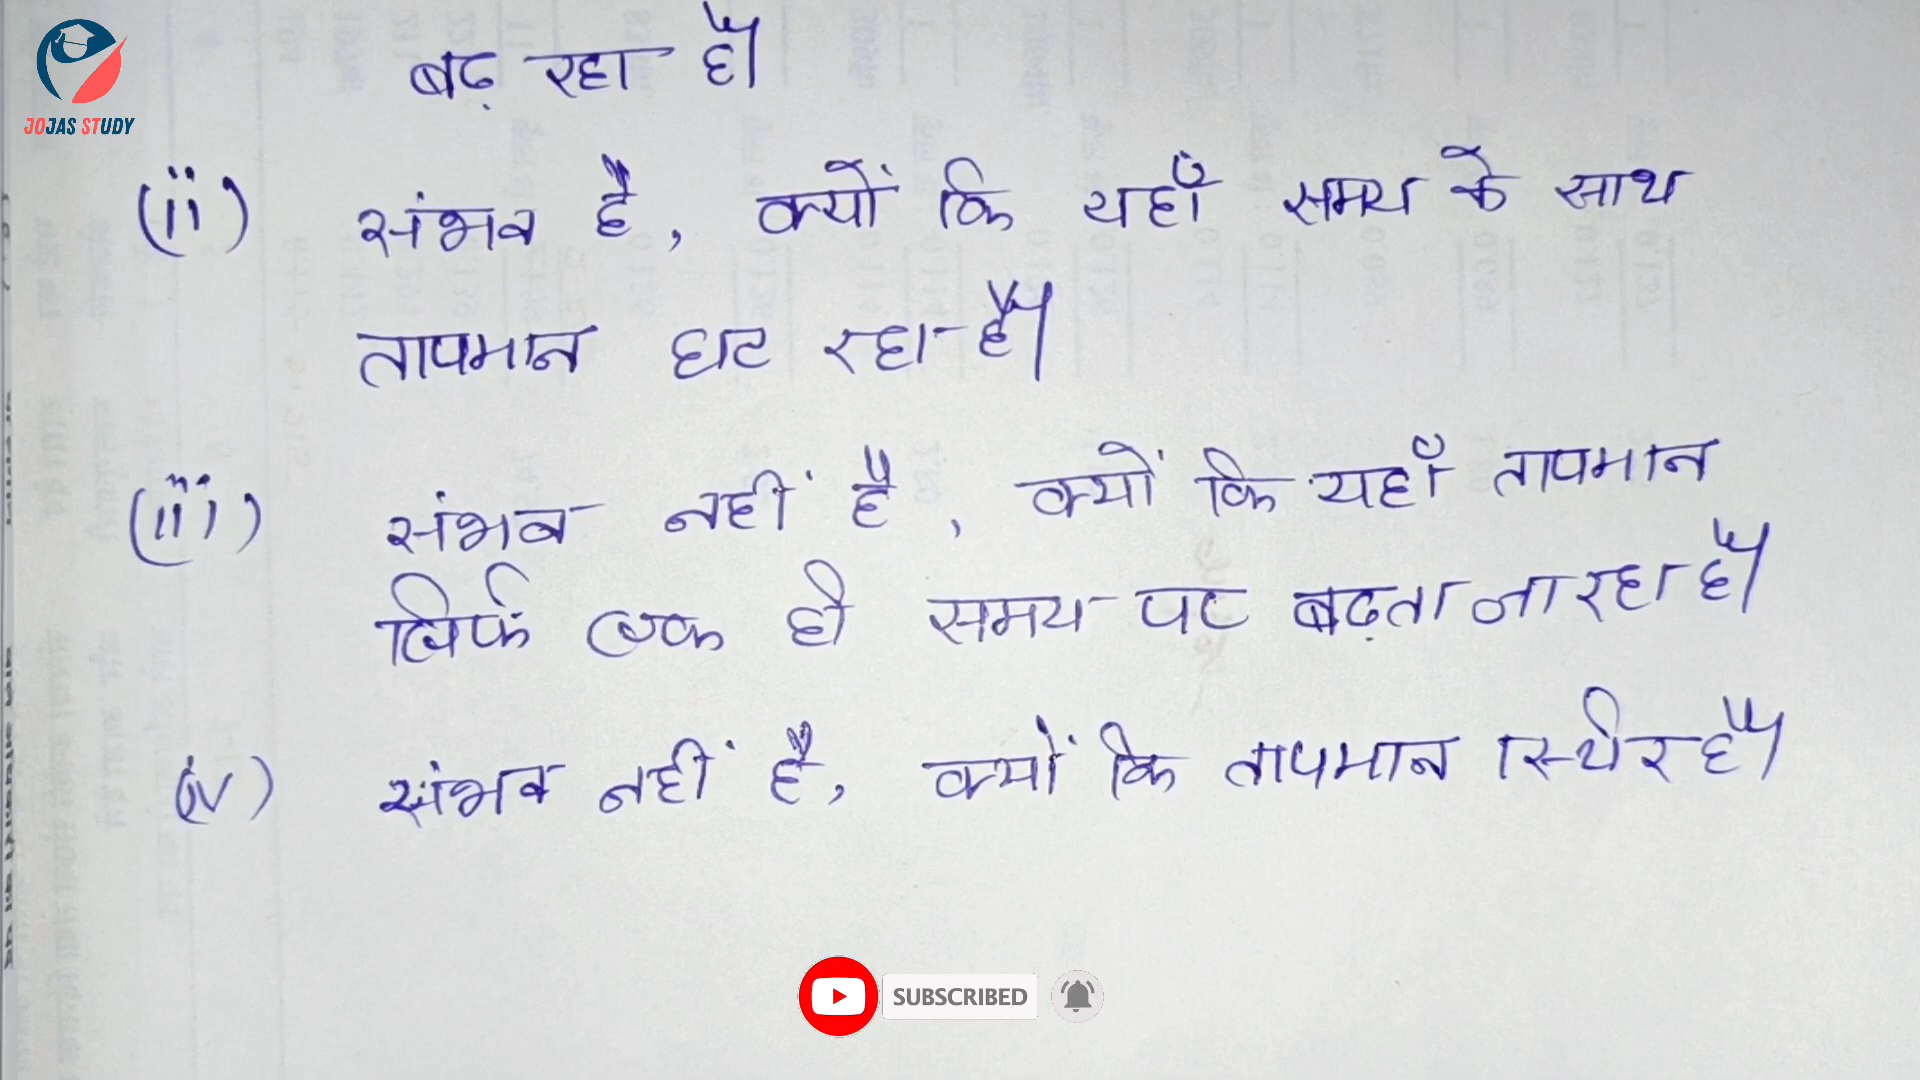 JOJAS STUDY
बढ़ रहा है।
(ii) संभव है, क्यों कि यहाँ समय के साथ
तापमान घट रहा है।
(iii) संभव नहीं है, क्यों कि यहाँ तापमान
सिर्फ एक ही समय पर बढ़ता जा रहा है।
(iv) संभव नहीं है, क्यों कि तापमान स्थिर है।
SUBSCRIBED